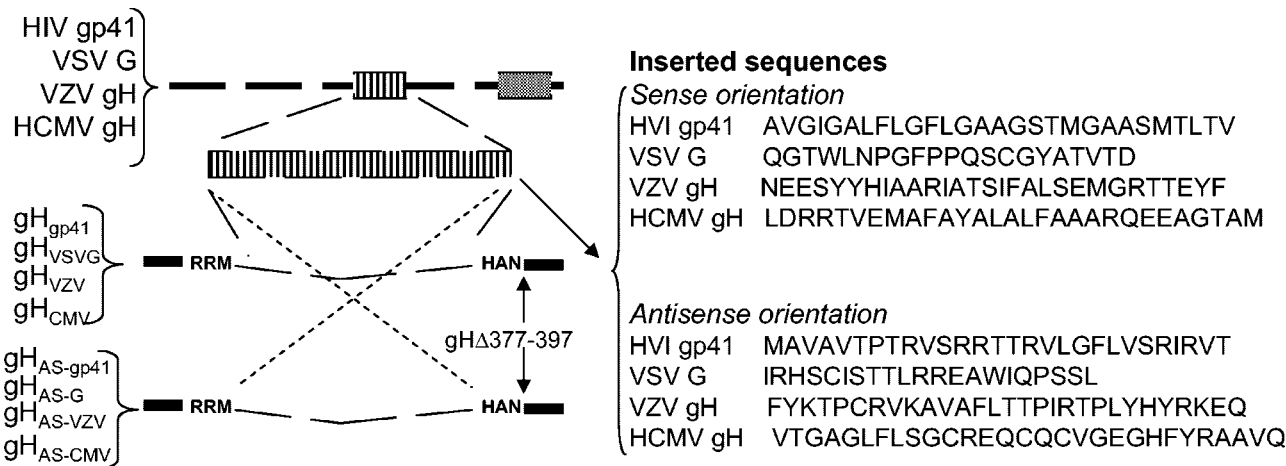 HIV gp41
VSV G
VZV gH
HCMV gH
gHgp41
gHVSVG
gHVZV
gHCMV
RRM
HAN
gHΔ377-397
gHAS-gp41
gHAS-G
gHAS-VZV
gHAS-CMV
RRM
HAN
Inserted sequences
Sense orientation
HVI gp41 AVGIGALFLGFLGAAGSTMGAASMTLTV
VSV G QGTWLNPGFPPQSCGYATVTD
VZV gH NEESYYHIAARIATSIFALSEMGRTTEYF
HCMV gH LDRRTVEMAFAYALALFAAARQEEAGTAM
Antisense orientation
HVI gp41 MAVAVTPTRVSRRTTRVLGFLVSRIRVT
VSV G IRHSCISTTLRREAWIQPSSL
VZV gH FYKTPCRVKAVAFLTTPIRTPLYHYRKEQ
HCMV gH VTGAGLFLSGCREQCQCVGEGHFYRAAVQ